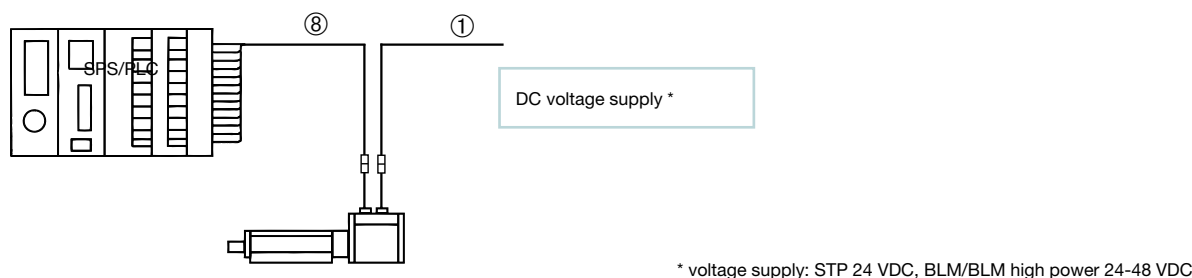 ⑧ ①
SPS/PLC
DC voltage supply *
* voltage supply: STP 24 VDC, BLM/BLM high power 24-48 VDC